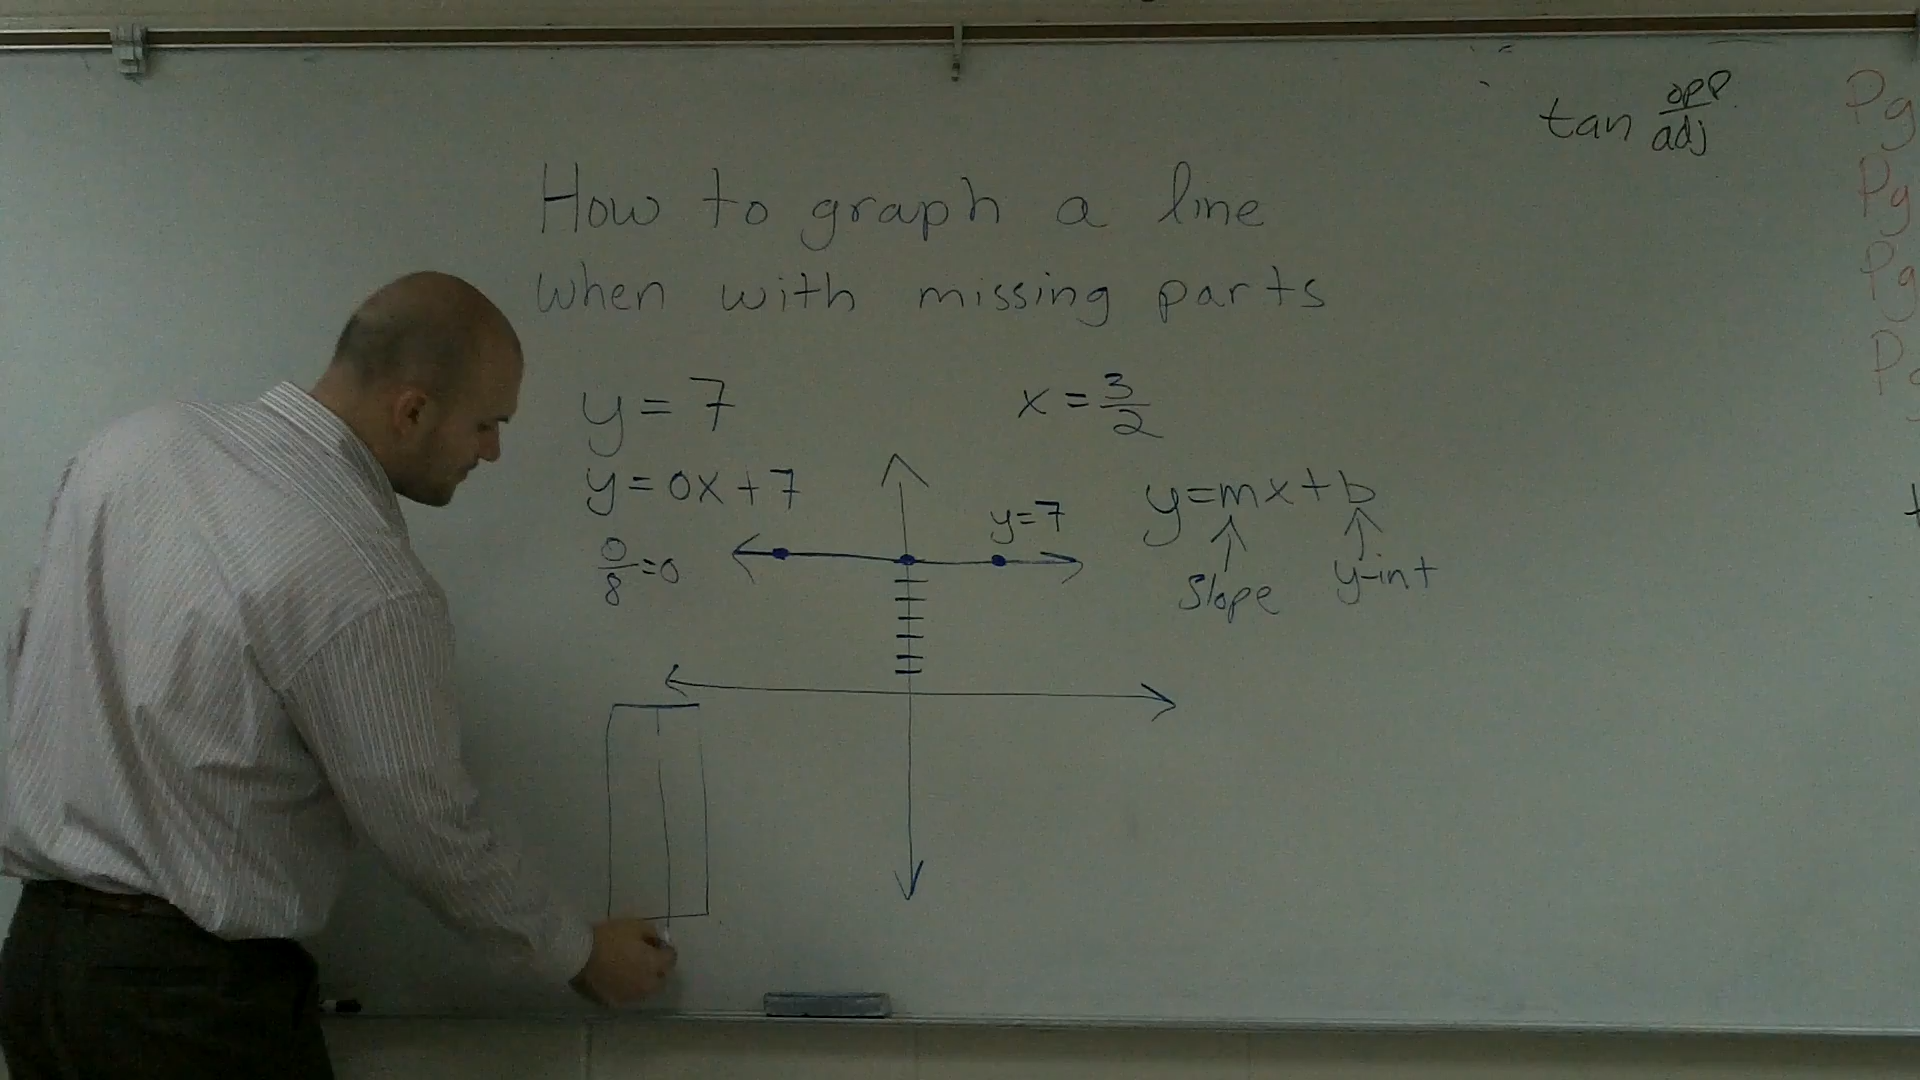 tan opp/adj
Pg
Pg
Pg
Pg
How to graph a line
when with missing parts
y = 7
x = 3/2
y = 0x + 7
y = mx + b
y=7
0/8 = 0
Slope
y-int